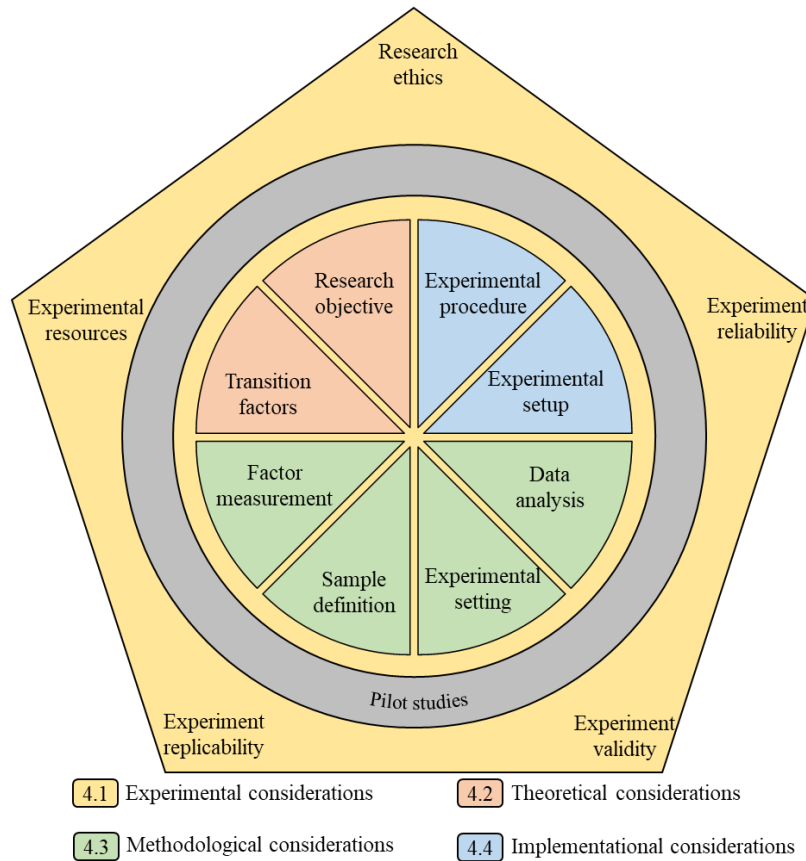 Research
ethics
Experimental
resources
Experiment
reliability
Research
objective
Experimental
procedure
Transition
factors
Experimental
setup
Factor
measurement
Data
analysis
Sample
definition
Experimental
setting
Pilot studies
Experiment
replicability
Experiment
validity
4.1 Experimental considerations
4.2 Theoretical considerations
4.3 Methodological considerations
4.4 Implementational considerations